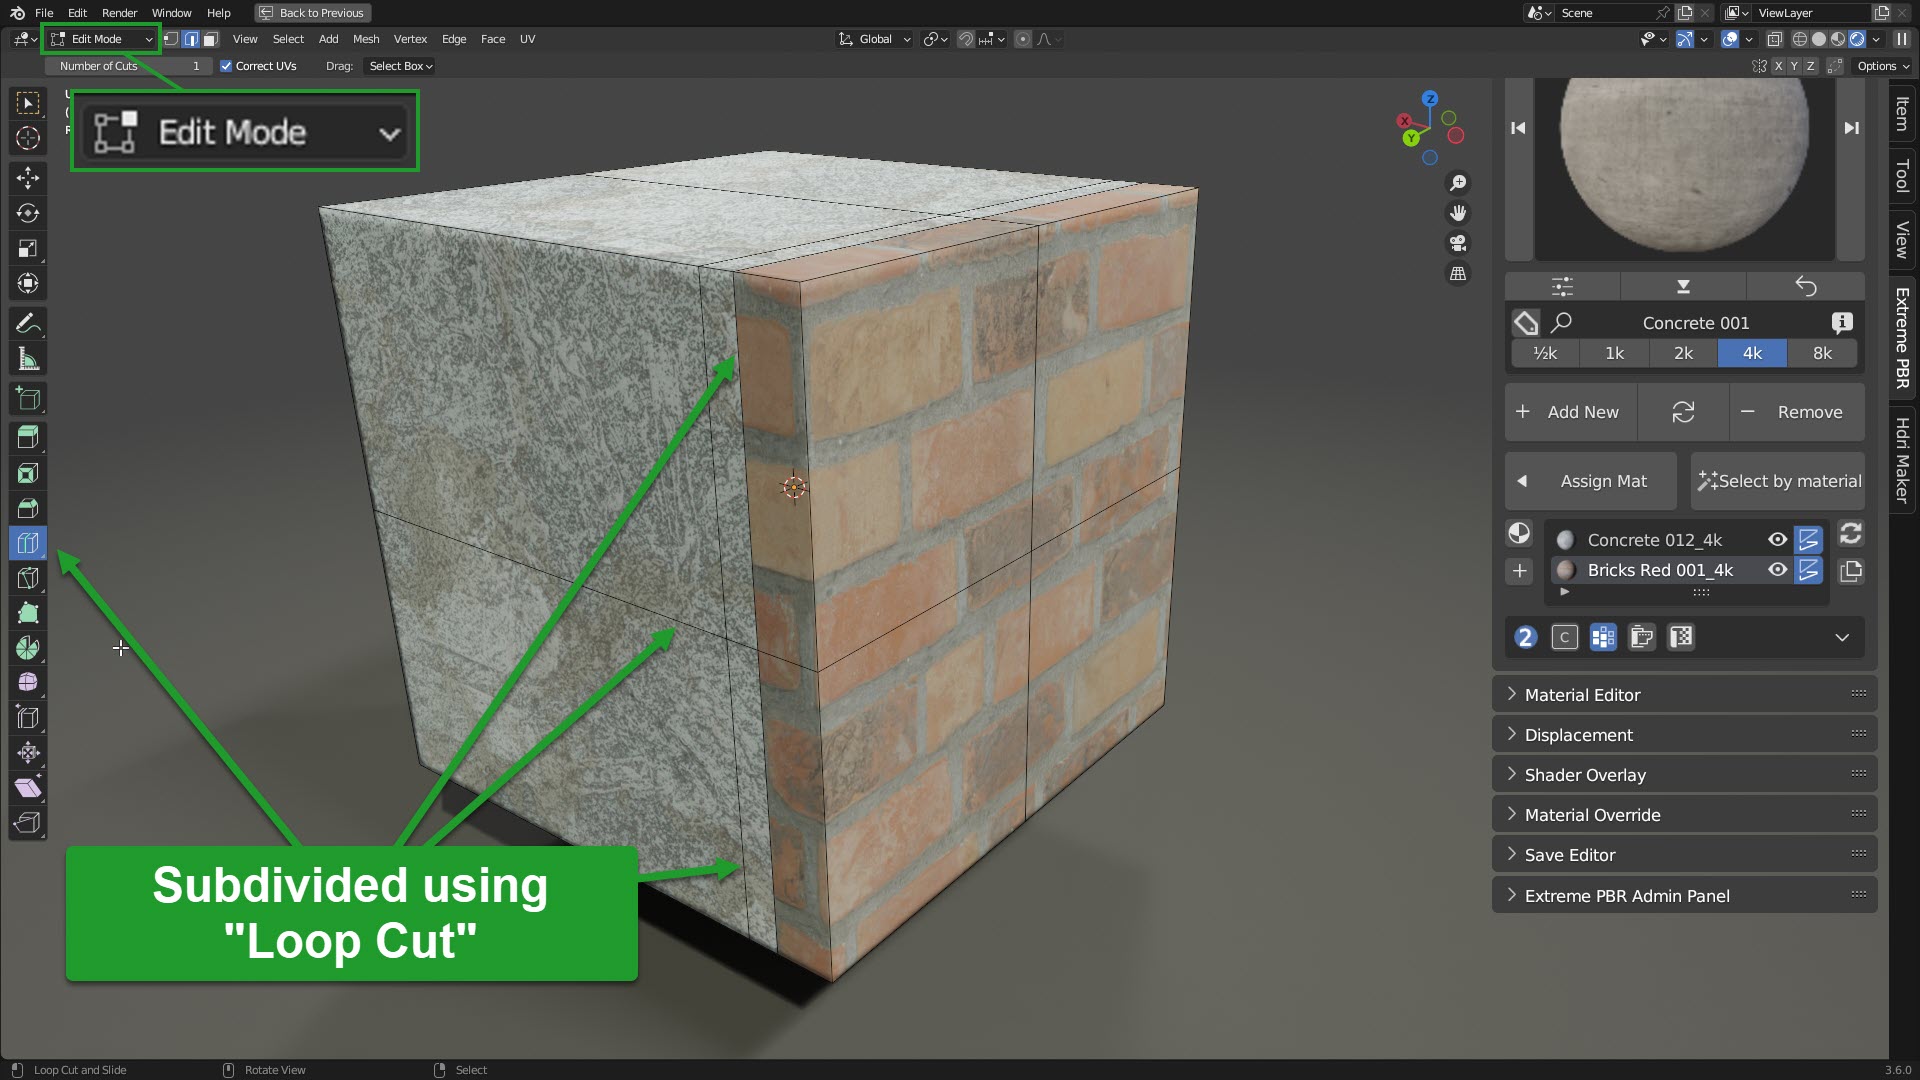 File Edit Render Window Help Back to Previous Scene ViewLayer
Edit Mode View Select Add Mesh Vertex Edge Face UV Global
Number of Cuts 1 Correct UVs Drag: Select Box X Y Z Options
Edit Mode
Z
X
Y
Item
Tool
View
Extreme PBR
Hdri Maker
Concrete 001
½k 1k 2k 4k 8k
+ Add New − Remove
Assign Mat Select by material
Concrete 012_4k
Bricks Red 001_4k
2 C
Material Editor
Displacement
Shader Overlay
Material Override
Save Editor
Extreme PBR Admin Panel
Subdivided using
"Loop Cut"
Loop Cut and Slide Rotate View Select 3.6.0